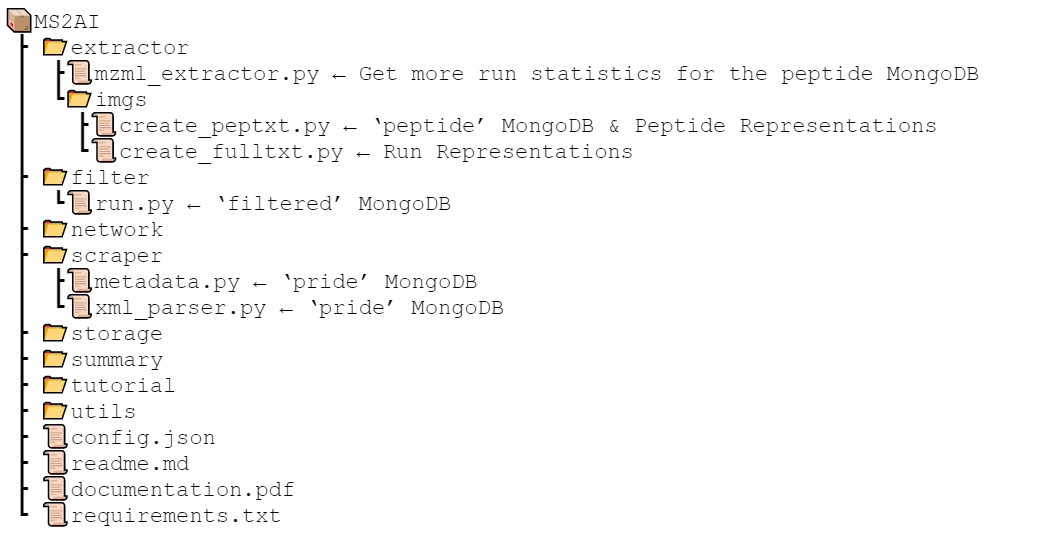 MS2AI
extractor
mzml_extractor.py ← Get more run statistics for the peptide MongoDB
imgs
create_peptxt.py ← ‘peptide’ MongoDB & Peptide Representations
create_fulltxt.py ← Run Representations
filter
run.py ← ‘filtered’ MongoDB
network
scraper
metadata.py ← ‘pride’ MongoDB
xml_parser.py ← ‘pride’ MongoDB
storage
summary
tutorial
utils
config.json
readme.md
documentation.pdf
requirements.txt